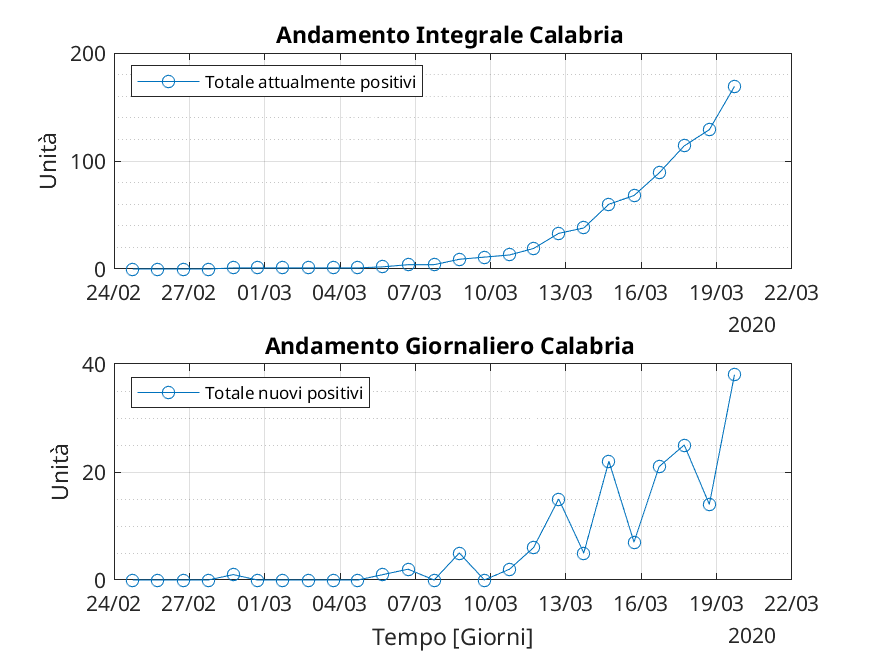 Andamento Integrale Calabria
200
Totale attualmente positivi
Unità
100
0
24/02 27/02 01/03 04/03 07/03 10/03 13/03 16/03 19/03 22/03
2020
Andamento Giornaliero Calabria
40
Totale nuovi positivi
Unità
20
0
24/02 27/02 01/03 04/03 07/03 10/03 13/03 16/03 19/03 22/03
Tempo [Giorni]
2020